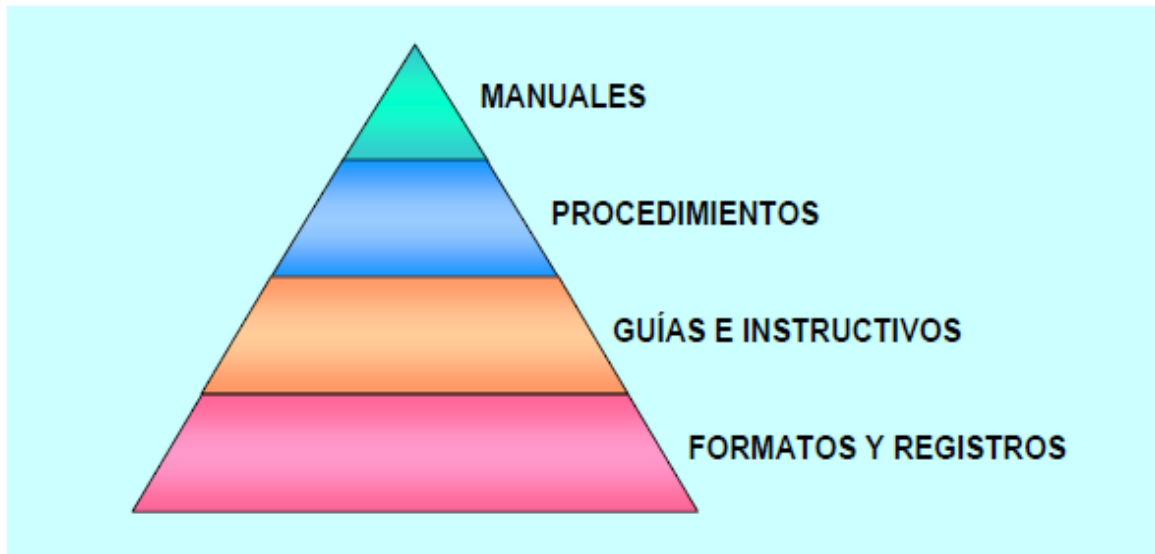 MANUALES
PROCEDIMIENTOS
GUÍAS E INSTRUCTIVOS
FORMATOS Y REGISTROS